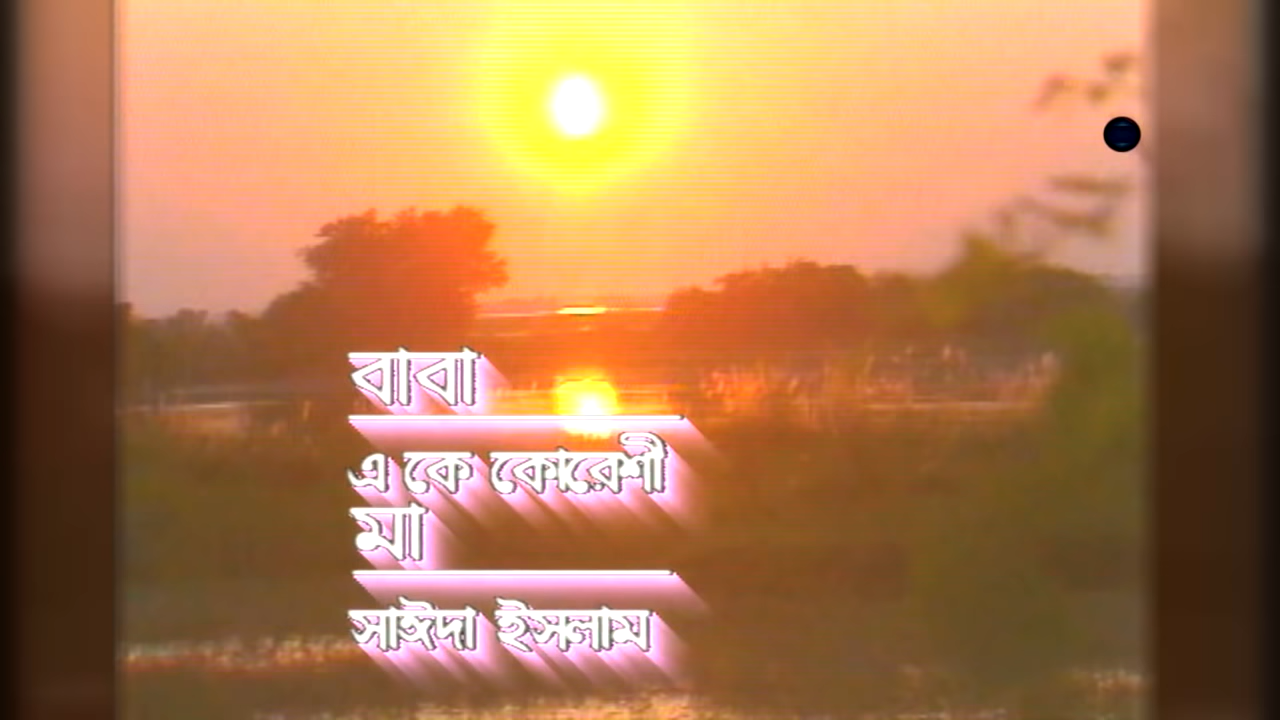 বাবা
এ কে কোরেশী
মা
সাঈদা ইসলাম